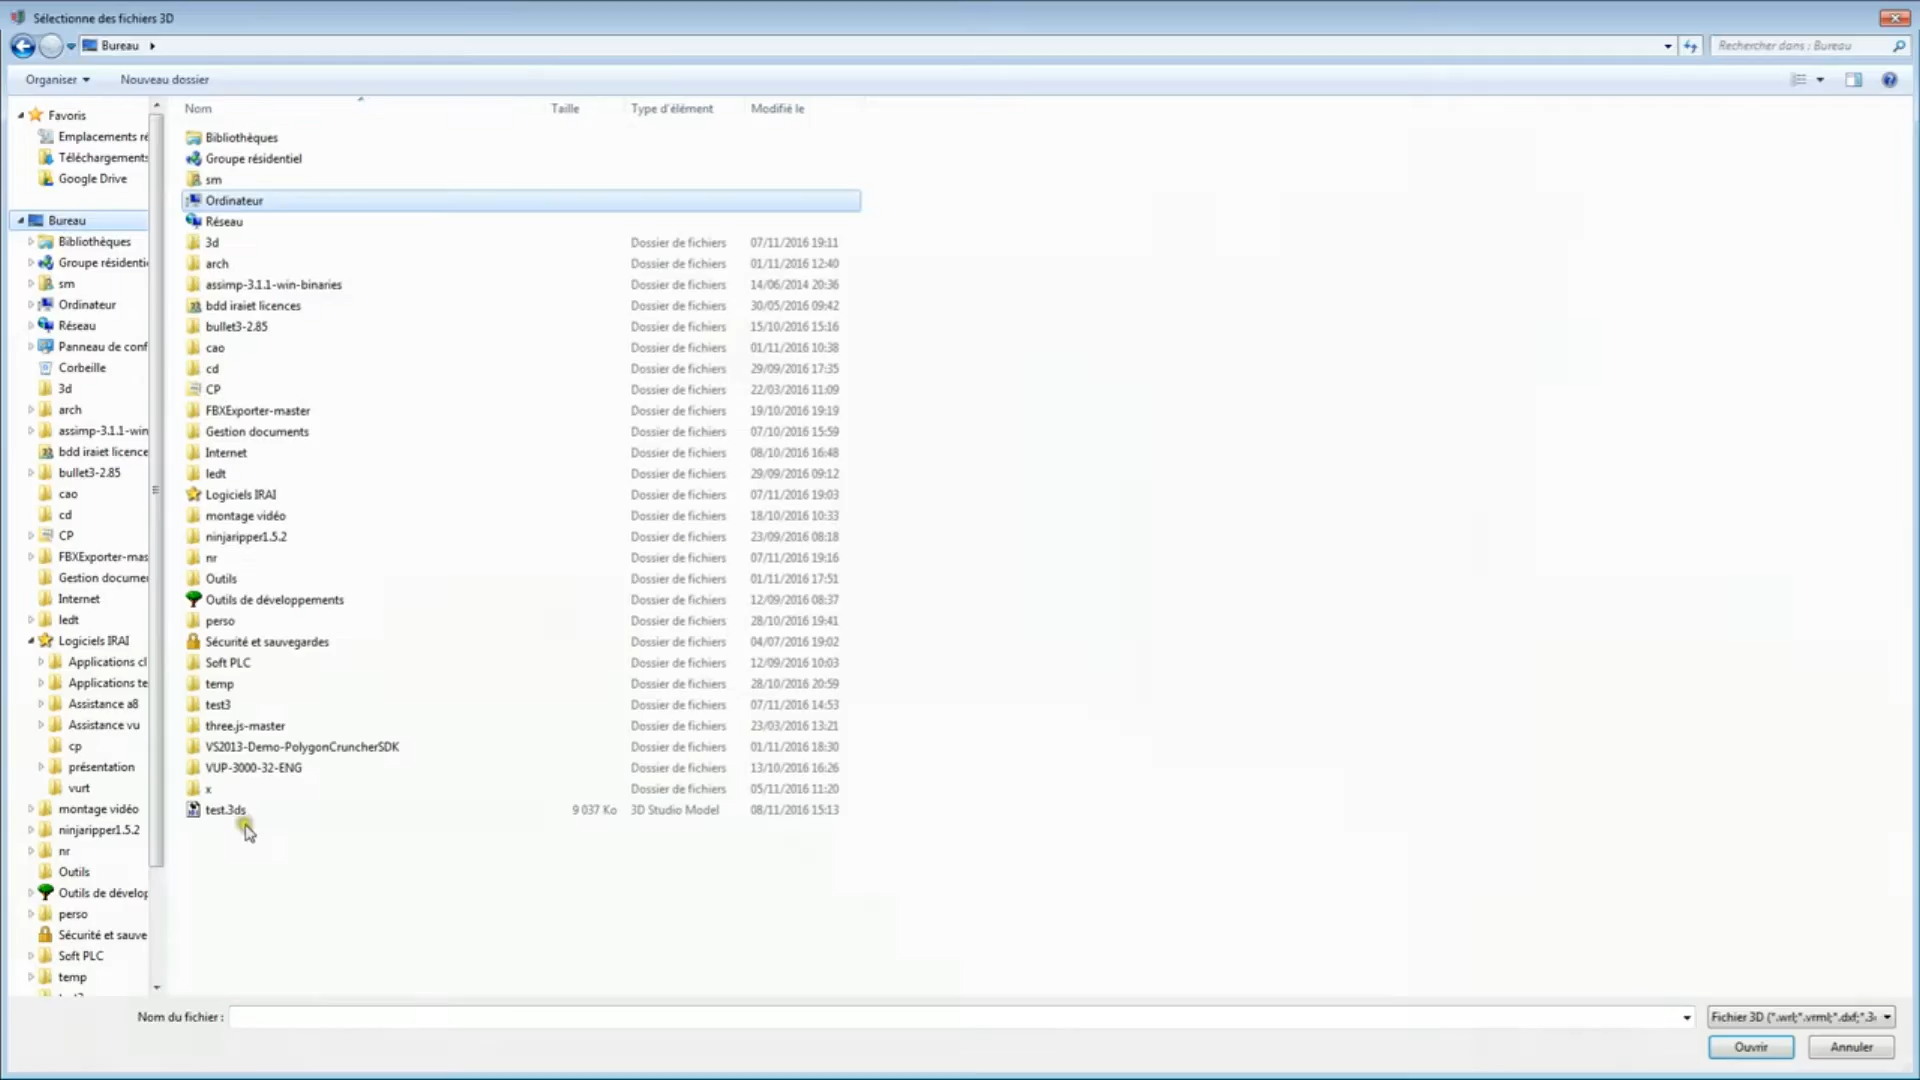 Sélectionne des fichiers 3D
Bureau
Rechercher dans : Bureau
Organiser
Nouveau dossier
Favoris
Emplacements ré
Téléchargements
Google Drive
Bureau
Bibliothèques
Groupe résidentie
sm
Ordinateur
Réseau
Panneau de conf
Corbeille
3d
arch
assimp-3.1.1-win
bdd iraiet licence
bullet3-2.85
cao
cd
CP
FBXExporter-mas
Gestion documen
Internet
ledt
Logiciels IRAI
Applications cl
Applications te
Assistance a8
Assistance vu
cp
présentation
vurt
montage vidéo
ninjaripper1.5.2
nr
Outils
Outils de dévelop
perso
Sécurité et sauve
Soft PLC
temp
Nom Taille Type d'élément Modifié le
Bibliothèques
Groupe résidentiel
sm
Ordinateur
Réseau
3d Dossier de fichiers 07/11/2016 19:11
arch Dossier de fichiers 01/11/2016 12:40
assimp-3.1.1-win-binaries Dossier de fichiers 14/06/2014 20:36
bdd iraiet licences Dossier de fichiers 30/05/2016 09:42
bullet3-2.85 Dossier de fichiers 15/10/2016 15:16
cao Dossier de fichiers 01/11/2016 10:38
cd Dossier de fichiers 29/09/2016 17:35
CP Dossier de fichiers 22/03/2016 11:09
FBXExporter-master Dossier de fichiers 19/10/2016 19:19
Gestion documents Dossier de fichiers 07/10/2016 15:59
Internet Dossier de fichiers 08/10/2016 16:48
ledt Dossier de fichiers 29/09/2016 09:12
Logiciels IRAI Dossier de fichiers 07/11/2016 19:03
montage vidéo Dossier de fichiers 18/10/2016 10:33
ninjaripper1.5.2 Dossier de fichiers 23/09/2016 08:18
nr Dossier de fichiers 07/11/2016 19:16
Outils Dossier de fichiers 01/11/2016 17:51
Outils de développements Dossier de fichiers 12/09/2016 08:37
perso Dossier de fichiers 28/10/2016 19:41
Sécurité et sauvegardes Dossier de fichiers 04/07/2016 19:02
Soft PLC Dossier de fichiers 12/09/2016 10:03
temp Dossier de fichiers 28/10/2016 20:59
test3 Dossier de fichiers 07/11/2016 14:53
three.js-master Dossier de fichiers 23/03/2016 13:21
VS2013-Demo-PolygonCruncherSDK Dossier de fichiers 01/11/2016 18:30
VUP-3000-32-ENG Dossier de fichiers 13/10/2016 16:26
x Dossier de fichiers 05/11/2016 11:20
test.3ds 9 037 Ko 3D Studio Model 08/11/2016 15:13
Nom du fichier :
Fichier 3D (*.wrl;*.vrml;*.dxf;*.3
Ouvrir
Annuler